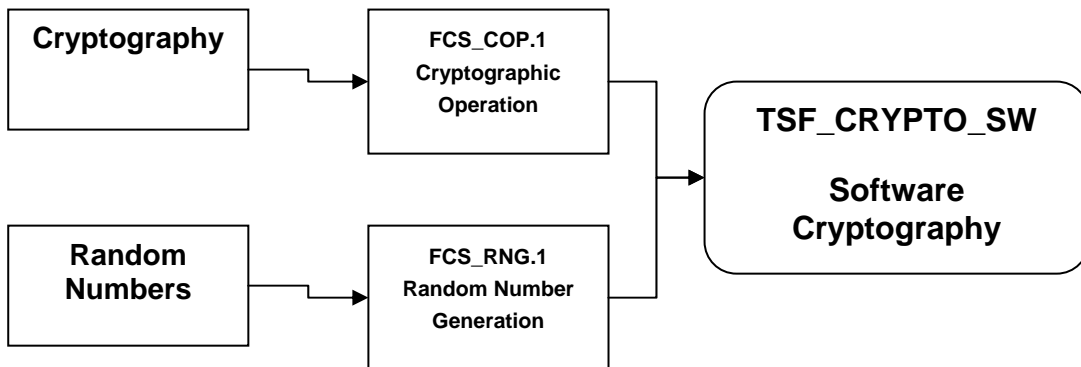 Cryptography
FCS_COP.1
Cryptographic
Operation
TSF_CRYPTO_SW
Software
Cryptography
Random
Numbers
FCS_RNG.1
Random Number
Generation